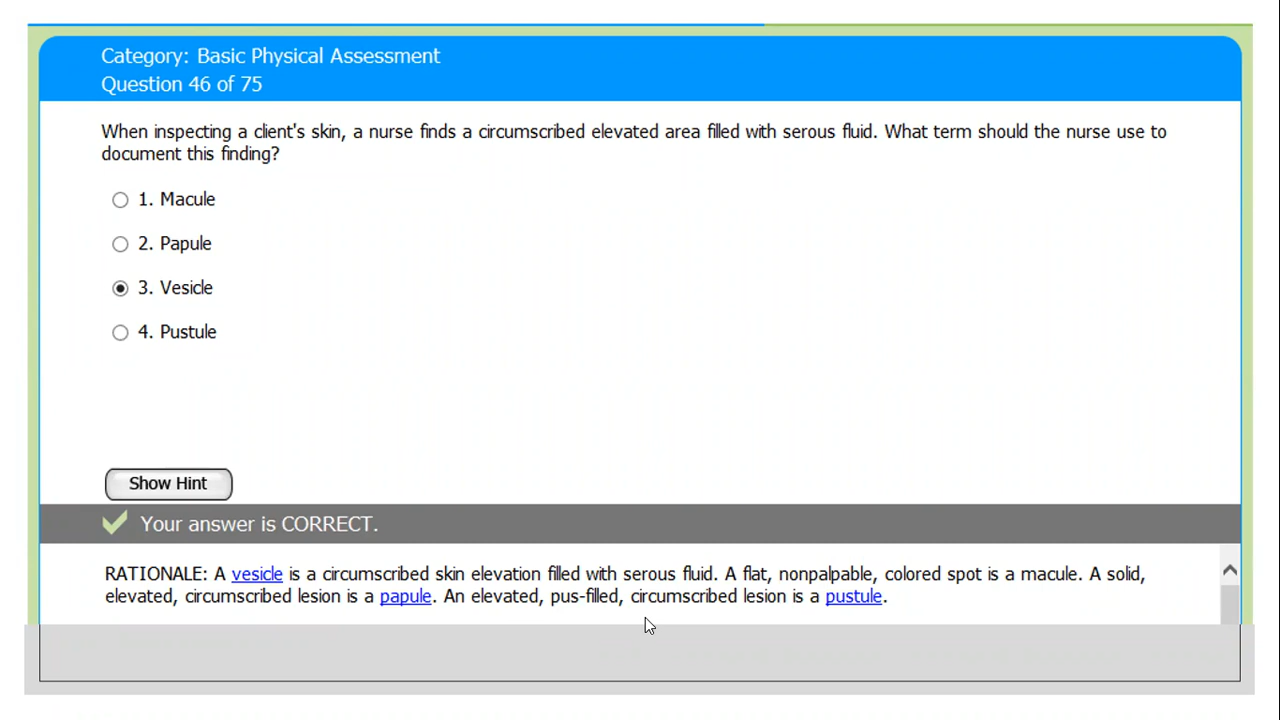 Category: Basic Physical Assessment
Question 46 of 75
When inspecting a client's skin, a nurse finds a circumscribed elevated area filled with serous fluid. What term should the nurse use to
document this finding?
1. Macule
2. Papule
3. Vesicle
4. Pustule
Show Hint
Your answer is CORRECT.
RATIONALE: A vesicle is a circumscribed skin elevation filled with serous fluid. A flat, nonpalpable, colored spot is a macule. A solid,
elevated, circumscribed lesion is a papule. An elevated, pus-filled, circumscribed lesion is a pustule.